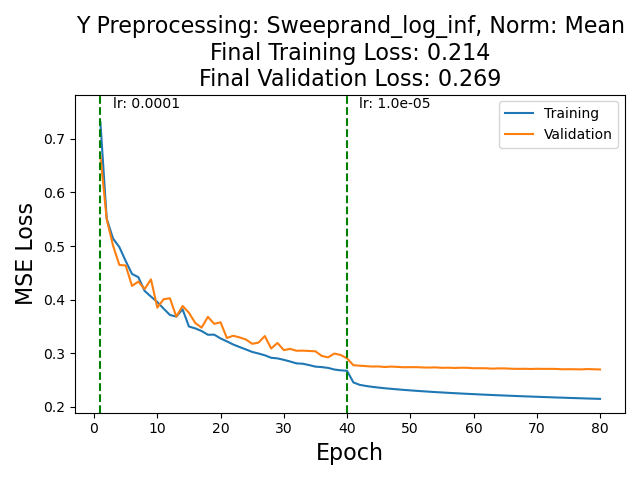 Y Preprocessing: Sweeprand_log_inf, Norm: Mean
Final Training Loss: 0.214
Final Validation Loss: 0.269
lr: 0.0001
lr: 1.0e-05
Training
Validation
MSE Loss
0.7
0.6
0.5
0.4
0.3
0.2
0 10 20 30 40 50 60 70 80
Epoch